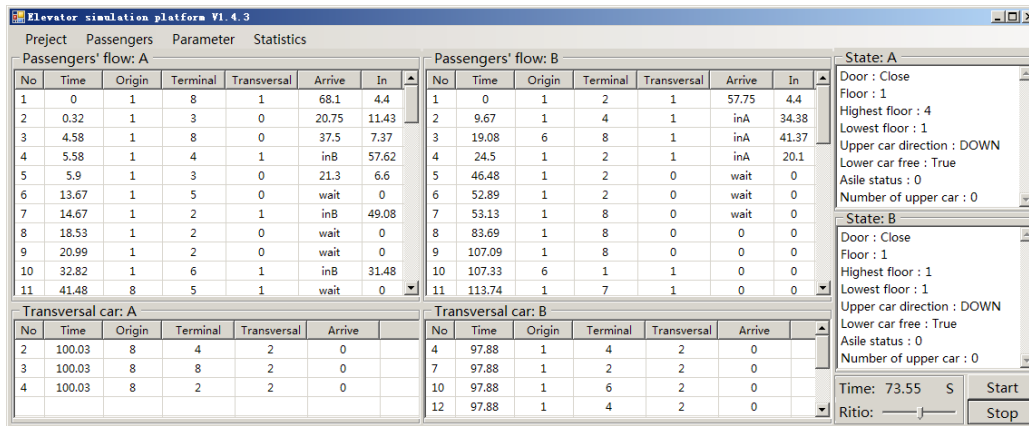 Elevator simulation platform V1.4.3
Preject Passengers Parameter Statistics
Passengers' flow: A
No Time Origin Terminal Transversal Arrive In
1 0 1 8 1 68.1 4.4
2 0.32 1 3 0 20.75 11.43
3 4.58 1 8 0 37.5 7.37
4 5.58 1 4 1 inB 57.62
5 5.9 1 3 0 21.3 6.6
6 13.67 1 5 0 wait 0
7 14.67 1 2 1 inB 49.08
8 18.53 1 2 0 wait 0
9 20.99 1 2 0 wait 0
10 32.82 1 6 1 inB 31.48
11 41.48 8 5 1 wait 0
Passengers' flow: B
No Time Origin Terminal Transversal Arrive In
1 0 1 2 1 57.75 4.4
2 9.67 1 4 1 inA 34.38
3 19.08 6 8 1 inA 41.37
4 24.5 1 2 1 inA 20.1
5 46.48 1 2 0 wait 0
6 52.89 1 2 0 wait 0
7 53.13 1 8 0 wait 0
8 83.69 1 8 0 0 0
9 107.09 1 8 0 0 0
10 107.33 6 1 1 0 0
11 113.74 1 7 1 0 0
State: A
Door : Close
Floor : 1
Highest floor : 4
Lowest floor : 1
Upper car direction : DOWN
Lower car free : True
Asile status : 0
Number of upper car : 0
State: B
Door : Close
Floor : 1
Highest floor : 1
Lowest floor : 1
Upper car direction : DOWN
Lower car free : True
Asile status : 0
Number of upper car : 0
Transversal car: A
No Time Origin Terminal Transversal Arrive
2 100.03 8 4 2 0
3 100.03 8 8 2 0
4 100.03 8 2 2 0
Transversal car: B
No Time Origin Terminal Transversal Arrive
4 97.88 1 4 2 0
7 97.88 1 2 2 0
10 97.88 1 6 2 0
12 97.88 1 4 2 0
Time: 73.55 S
Start
Ritio:
Stop